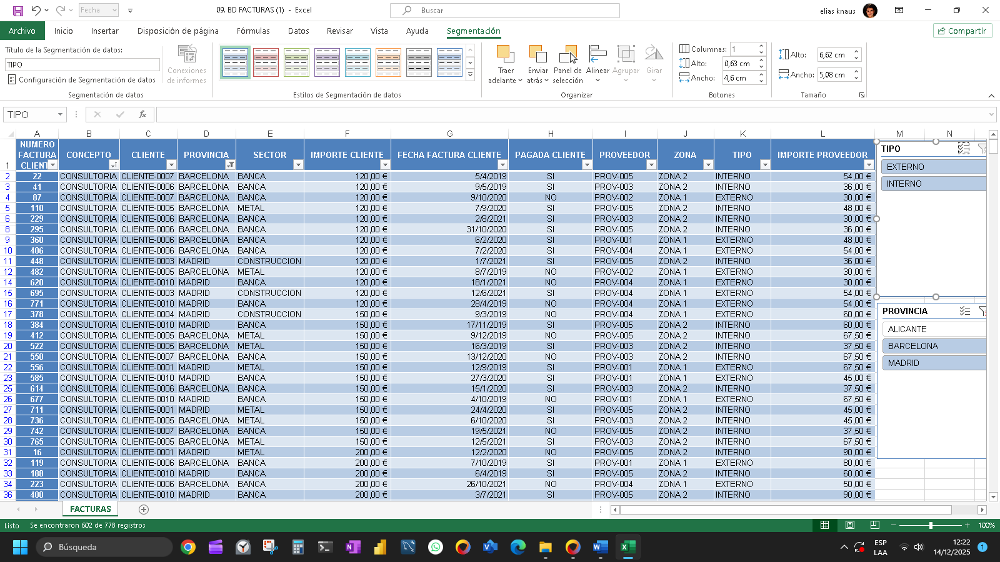 Fecha
09. BD FACTURAS (1) - Excel
Buscar
elias knaus
Archivo
Inicio
Insertar
Disposición de página
Fórmulas
Datos
Revisar
Vista
Ayuda
Segmentación
Compartir
Título de la Segmentación de datos:
TIPO
Configuración de Segmentación de datos
Segmentación de datos
Conexiones
de informes
Estilos de Segmentación de datos
Traer
adelante
Enviar
atrás
Panel de
selección
Alinear
Agrupar
Girar
Organizar
Columnas: 1
Alto: 0,63 cm
Ancho: 4,6 cm
Botones
Alto: 6,62 cm
Ancho: 5,08 cm
Tamaño
TIPO
fx
A B C D E F G H I J K L M N
1 NUMERO FACTURA CLIENT CONCEPTO CLIENTE PROVINCIA SECTOR IMPORTE CLIENTE FECHA FACTURA CLIENTE PAGADA CLIENTE PROVEEDOR ZONA TIPO IMPORTE PROVEEDOR
2 22 CONSULTORIA CLIENTE-0007 BARCELONA BANCA 120,00 € 5/4/2019 SI PROV-005 ZONA 2 INTERNO 54,00 €
3 41 CONSULTORIA CLIENTE-0006 BARCELONA BANCA 120,00 € 9/5/2019 SI PROV-003 ZONA 2 INTERNO 36,00 €
4 87 CONSULTORIA CLIENTE-0007 BARCELONA BANCA 120,00 € 9/10/2020 NO PROV-002 ZONA 1 EXTERNO 30,00 €
5 110 CONSULTORIA CLIENTE-0005 BARCELONA METAL 120,00 € 7/9/2020 SI PROV-005 ZONA 2 INTERNO 48,00 €
6 229 CONSULTORIA CLIENTE-0006 BARCELONA BANCA 120,00 € 2/8/2021 SI PROV-003 ZONA 2 INTERNO 30,00 €
8 295 CONSULTORIA CLIENTE-0006 BARCELONA BANCA 120,00 € 31/10/2020 SI PROV-005 ZONA 2 INTERNO 36,00 €
9 360 CONSULTORIA CLIENTE-0006 BARCELONA BANCA 120,00 € 6/2/2020 SI PROV-001 ZONA 1 EXTERNO 48,00 €
10 406 CONSULTORIA CLIENTE-0006 BARCELONA BANCA 120,00 € 7/2/2020 SI PROV-004 ZONA 1 EXTERNO 54,00 €
11 448 CONSULTORIA CLIENTE-0003 MADRID CONSTRUCCION 120,00 € 1/7/2021 SI PROV-005 ZONA 2 INTERNO 36,00 €
12 482 CONSULTORIA CLIENTE-0005 BARCELONA METAL 120,00 € 8/7/2019 NO PROV-002 ZONA 1 EXTERNO 30,00 €
14 620 CONSULTORIA CLIENTE-0010 MADRID BANCA 120,00 € 18/1/2021 NO PROV-004 ZONA 1 EXTERNO 30,00 €
15 695 CONSULTORIA CLIENTE-0003 MADRID CONSTRUCCION 120,00 € 12/6/2021 SI PROV-004 ZONA 1 EXTERNO 54,00 €
16 771 CONSULTORIA CLIENTE-0010 MADRID BANCA 120,00 € 28/4/2019 NO PROV-004 ZONA 1 EXTERNO 54,00 €
17 378 CONSULTORIA CLIENTE-0004 MADRID CONSTRUCCION 150,00 € 9/3/2019 NO PROV-004 ZONA 1 EXTERNO 60,00 €
18 384 CONSULTORIA CLIENTE-0010 MADRID BANCA 150,00 € 17/11/2019 SI PROV-005 ZONA 2 INTERNO 60,00 €
19 412 CONSULTORIA CLIENTE-0005 BARCELONA METAL 150,00 € 9/12/2019 NO PROV-005 ZONA 2 INTERNO 67,50 €
20 522 CONSULTORIA CLIENTE-0005 BARCELONA METAL 150,00 € 16/3/2019 SI PROV-003 ZONA 2 INTERNO 37,50 €
21 550 CONSULTORIA CLIENTE-0007 BARCELONA BANCA 150,00 € 13/12/2020 NO PROV-003 ZONA 2 INTERNO 67,50 €
22 556 CONSULTORIA CLIENTE-0001 MADRID METAL 150,00 € 12/9/2019 SI PROV-001 ZONA 1 EXTERNO 67,50 €
23 585 CONSULTORIA CLIENTE-0010 MADRID BANCA 150,00 € 27/3/2020 SI PROV-001 ZONA 1 EXTERNO 45,00 €
25 614 CONSULTORIA CLIENTE-0006 BARCELONA BANCA 150,00 € 15/1/2020 SI PROV-003 ZONA 2 INTERNO 37,50 €
26 677 CONSULTORIA CLIENTE-0010 MADRID BANCA 150,00 € 4/10/2019 NO PROV-001 ZONA 1 EXTERNO 67,50 €
27 711 CONSULTORIA CLIENTE-0001 MADRID METAL 150,00 € 24/4/2020 SI PROV-005 ZONA 2 INTERNO 45,00 €
28 736 CONSULTORIA CLIENTE-0005 BARCELONA METAL 150,00 € 6/10/2020 SI PROV-003 ZONA 2 INTERNO 45,00 €
29 742 CONSULTORIA CLIENTE-0007 BARCELONA BANCA 150,00 € 19/5/2021 NO PROV-005 ZONA 2 INTERNO 37,50 €
30 765 CONSULTORIA CLIENTE-0005 BARCELONA METAL 150,00 € 12/5/2021 SI PROV-003 ZONA 2 INTERNO 67,50 €
31 16 CONSULTORIA CLIENTE-0001 MADRID METAL 200,00 € 12/2/2020 NO PROV-005 ZONA 2 INTERNO 90,00 €
32 119 CONSULTORIA CLIENTE-0006 BARCELONA BANCA 200,00 € 7/10/2019 SI PROV-001 ZONA 1 EXTERNO 80,00 €
33 188 CONSULTORIA CLIENTE-0010 MADRID BANCA 200,00 € 6/4/2019 SI PROV-005 ZONA 2 INTERNO 60,00 €
34 223 CONSULTORIA CLIENTE-0006 BARCELONA BANCA 200,00 € 26/10/2021 NO PROV-004 ZONA 1 EXTERNO 50,00 €
36 400 CONSULTORIA CLIENTE-0010 MADRID BANCA 200,00 € 3/7/2021 SI PROV-005 ZONA 2 INTERNO 90,00 €
TIPO
EXTERNO
INTERNO
PROVINCIA
ALICANTE
BARCELONA
MADRID
FACTURAS
Listo Se encontraron 602 de 778 registros
100%
Búsqueda
ESP
LAA
12:22
14/12/2025
1